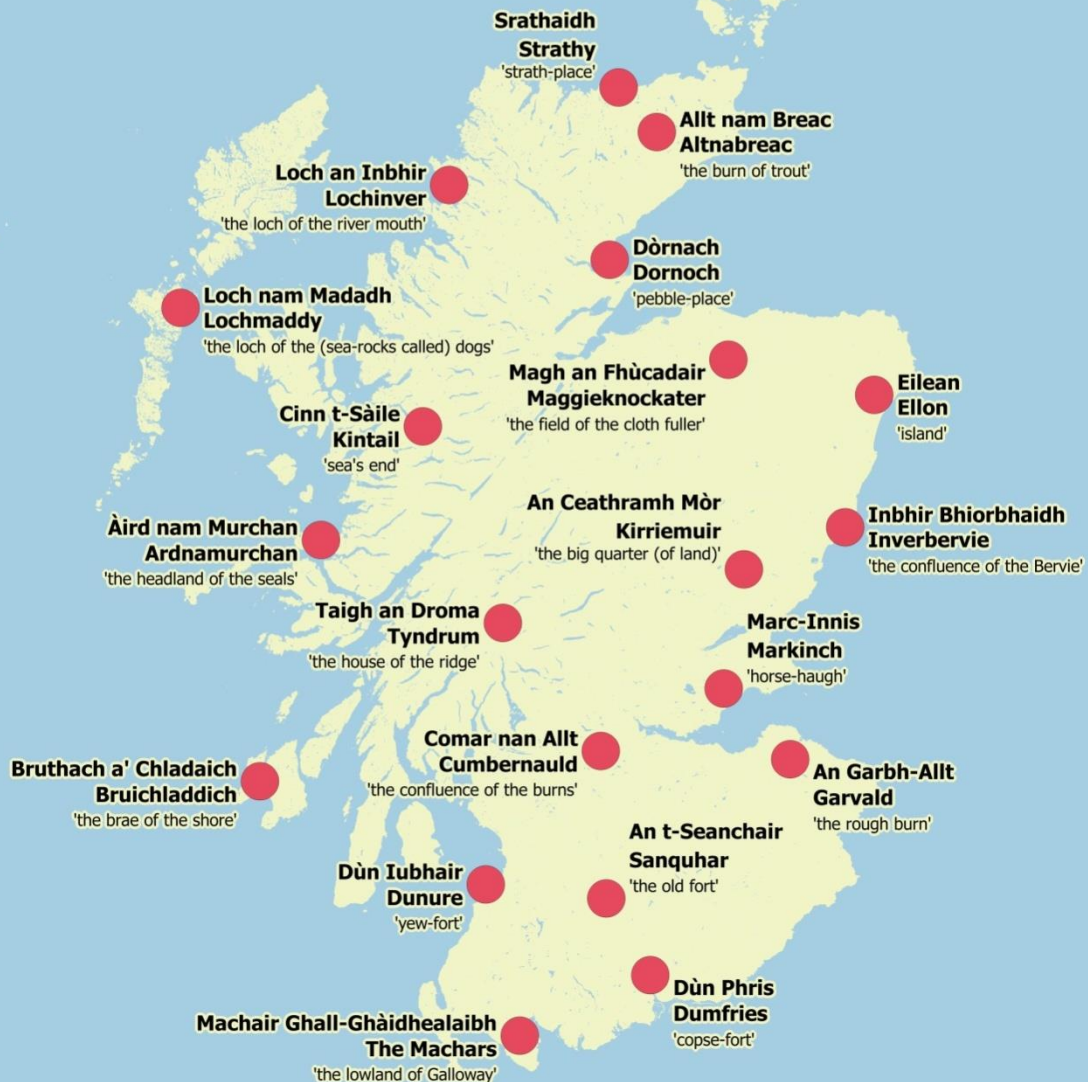 Srathaidh
Strathy
'strath-place'
Allt nam Breac
Altnabreac
'the burn of trout'
Loch an Inbhir
Lochinver
'the loch of the river mouth'
Dòrnach
Dornoch
'pebble-place'
Loch nam Madadh
Lochmaddy
'the loch of the (sea-rocks called) dogs'
Magh an Fhùcadair
Maggieknockater
'the field of the cloth fuller'
Eilean
Ellon
'island'
Cinn t-Sàile
Kintail
'sea's end'
An Ceathramh Mòr
Kirriemuir
'the big quarter (of land)'
Inbhir Bhiorbhaidh
Inverbervie
'the confluence of the Bervie'
Àird nam Murchan
Ardnamurchan
'the headland of the seals'
Taigh an Droma
Tyndrum
'the house of the ridge'
Marc-Innis
Markinch
'horse-haugh'
Comar nan Allt
Cumbernauld
'the confluence of the burns'
Bruthach a' Chladaich
Bruichladdich
'the brae of the shore'
An Garbh-Allt
Garvald
'the rough burn'
An t-Seanchair
Sanquhar
'the old fort'
Dùn Iubhair
Dunure
'yew-fort'
Dùn Phris
Dumfries
'copse-fort'
Machair Ghall-Ghàidhealaibh
The Machars
'the lowland of Galloway'